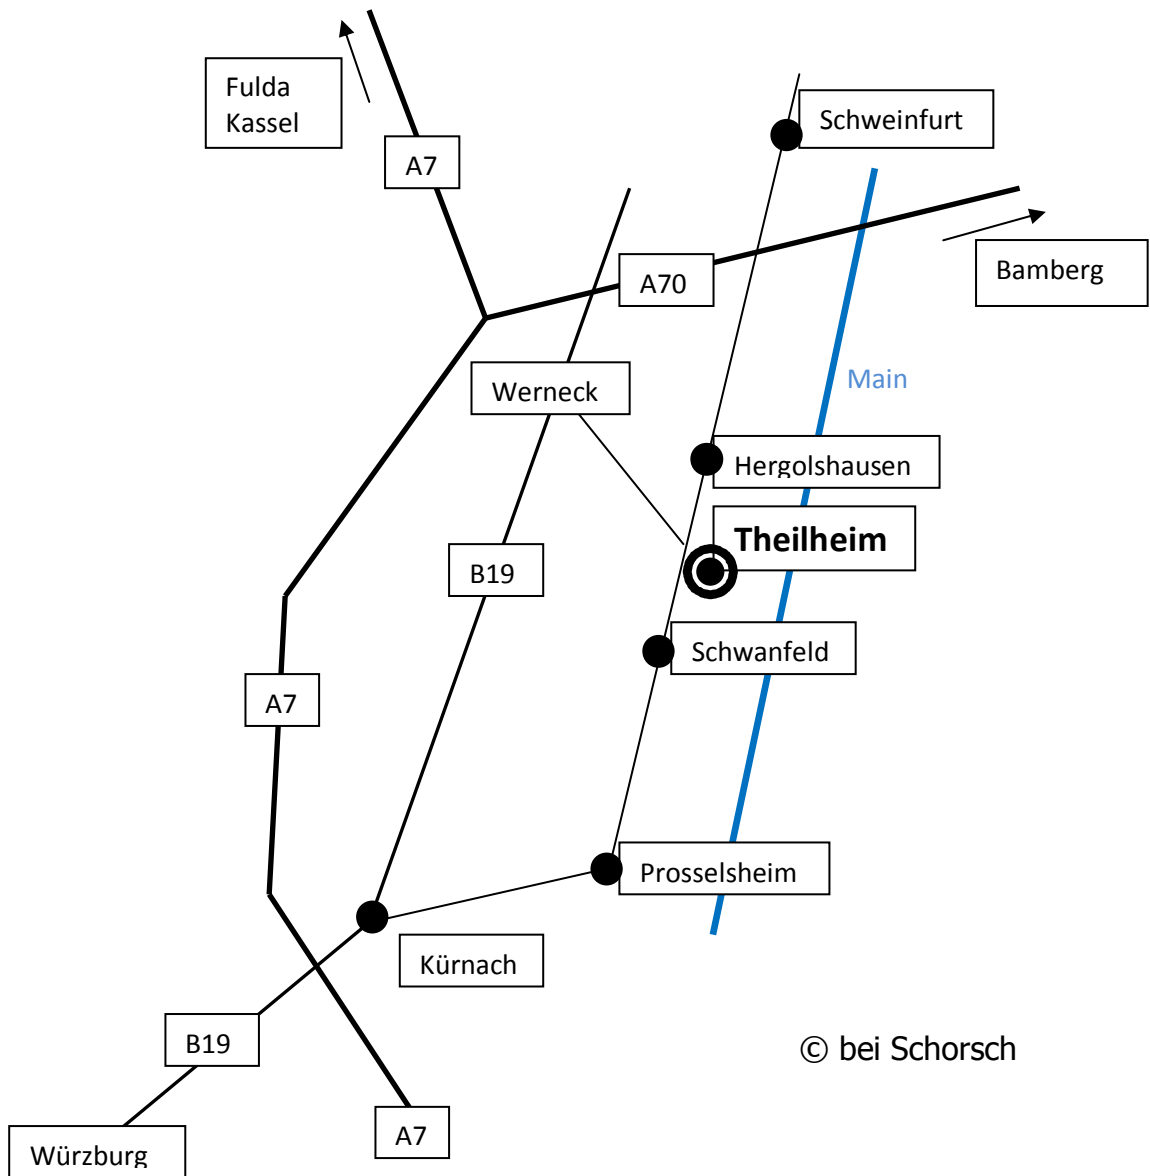 Fulda
Kassel
Schweinfurt
A7
Bamberg
A70
Main
Werneck
Hergolshausen
Theilheim
B19
Schwanfeld
A7
Prosselsheim
Kürnach
B19
© bei Schorsch
A7
Würzburg